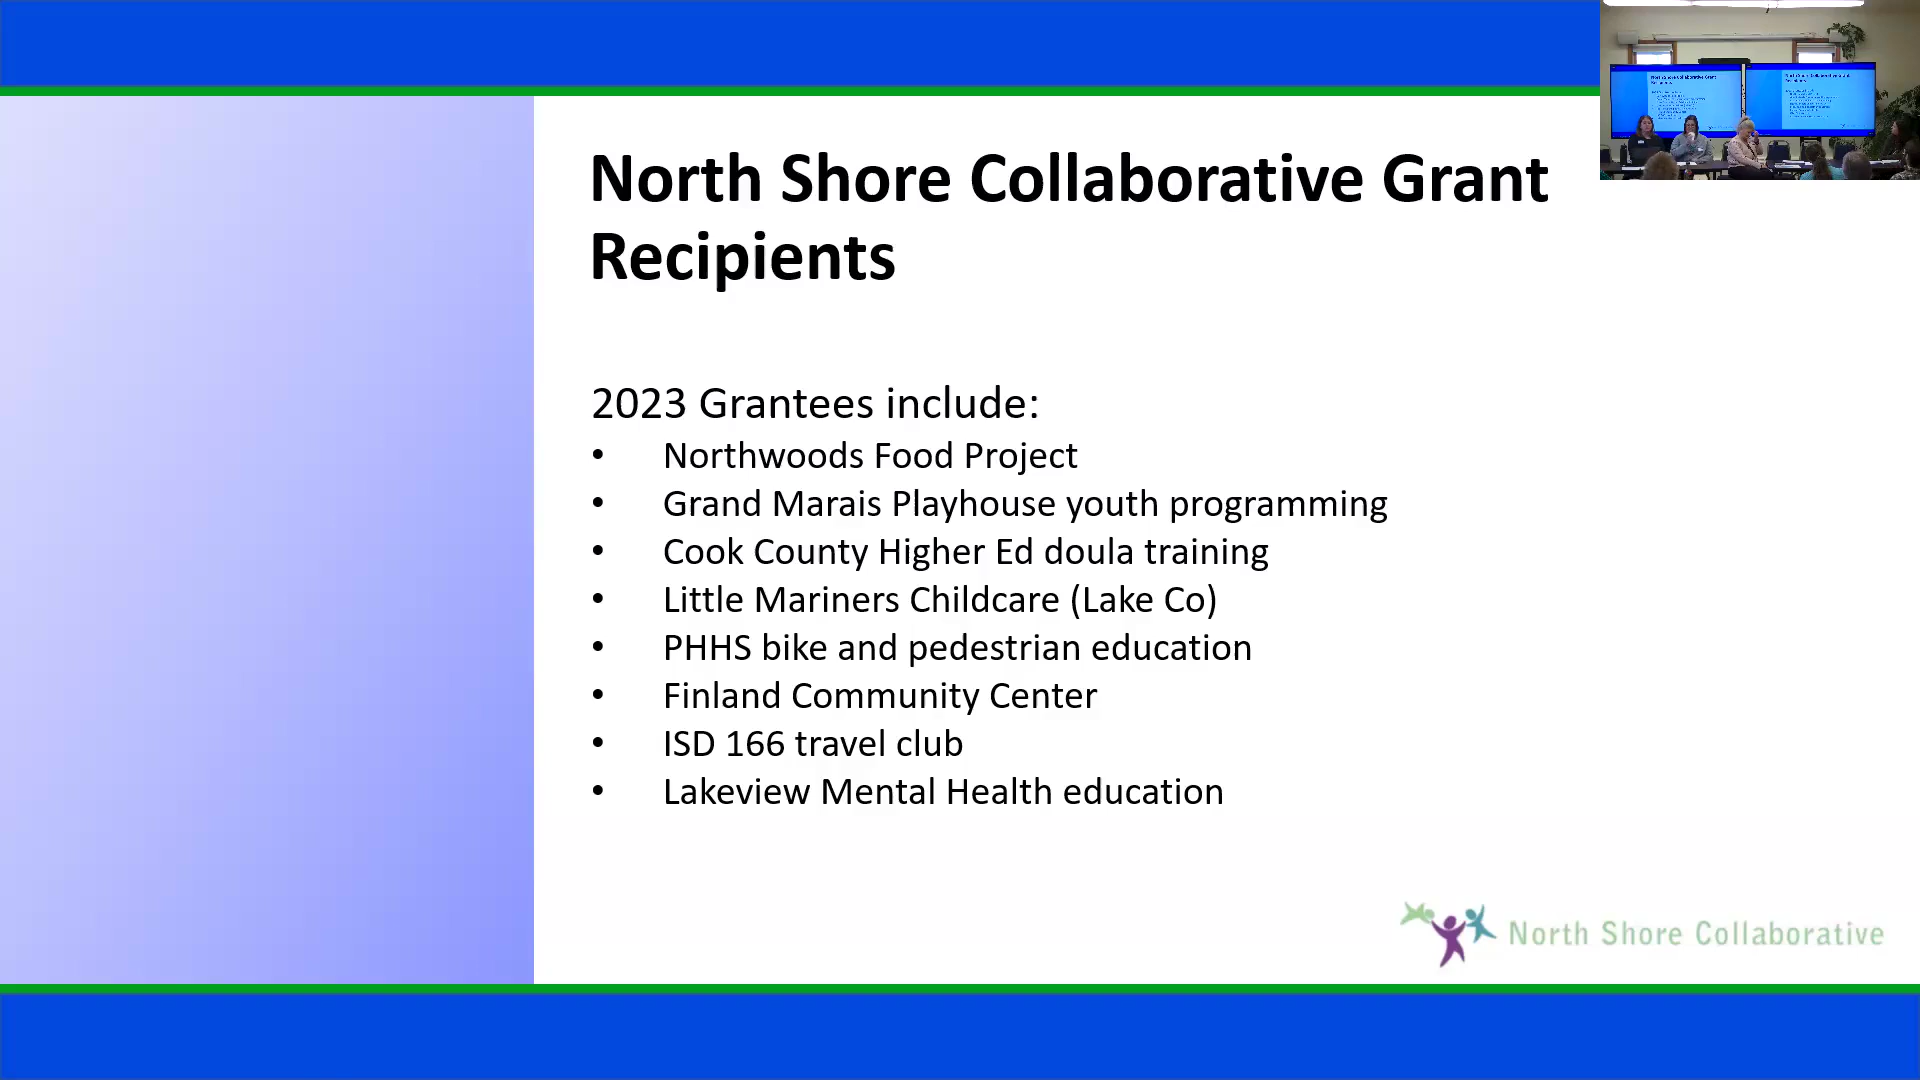 North Shore Collaborative Grant
Recipients
2023 Grantees include:
• Northwoods Food Project
• Grand Marais Playhouse youth programming
• Cook County Higher Ed doula training
• Little Mariners Childcare (Lake Co)
• PHHS bike and pedestrian education
• Finland Community Center
• ISD 166 travel club
• Lakeview Mental Health education
North Shore Collaborative